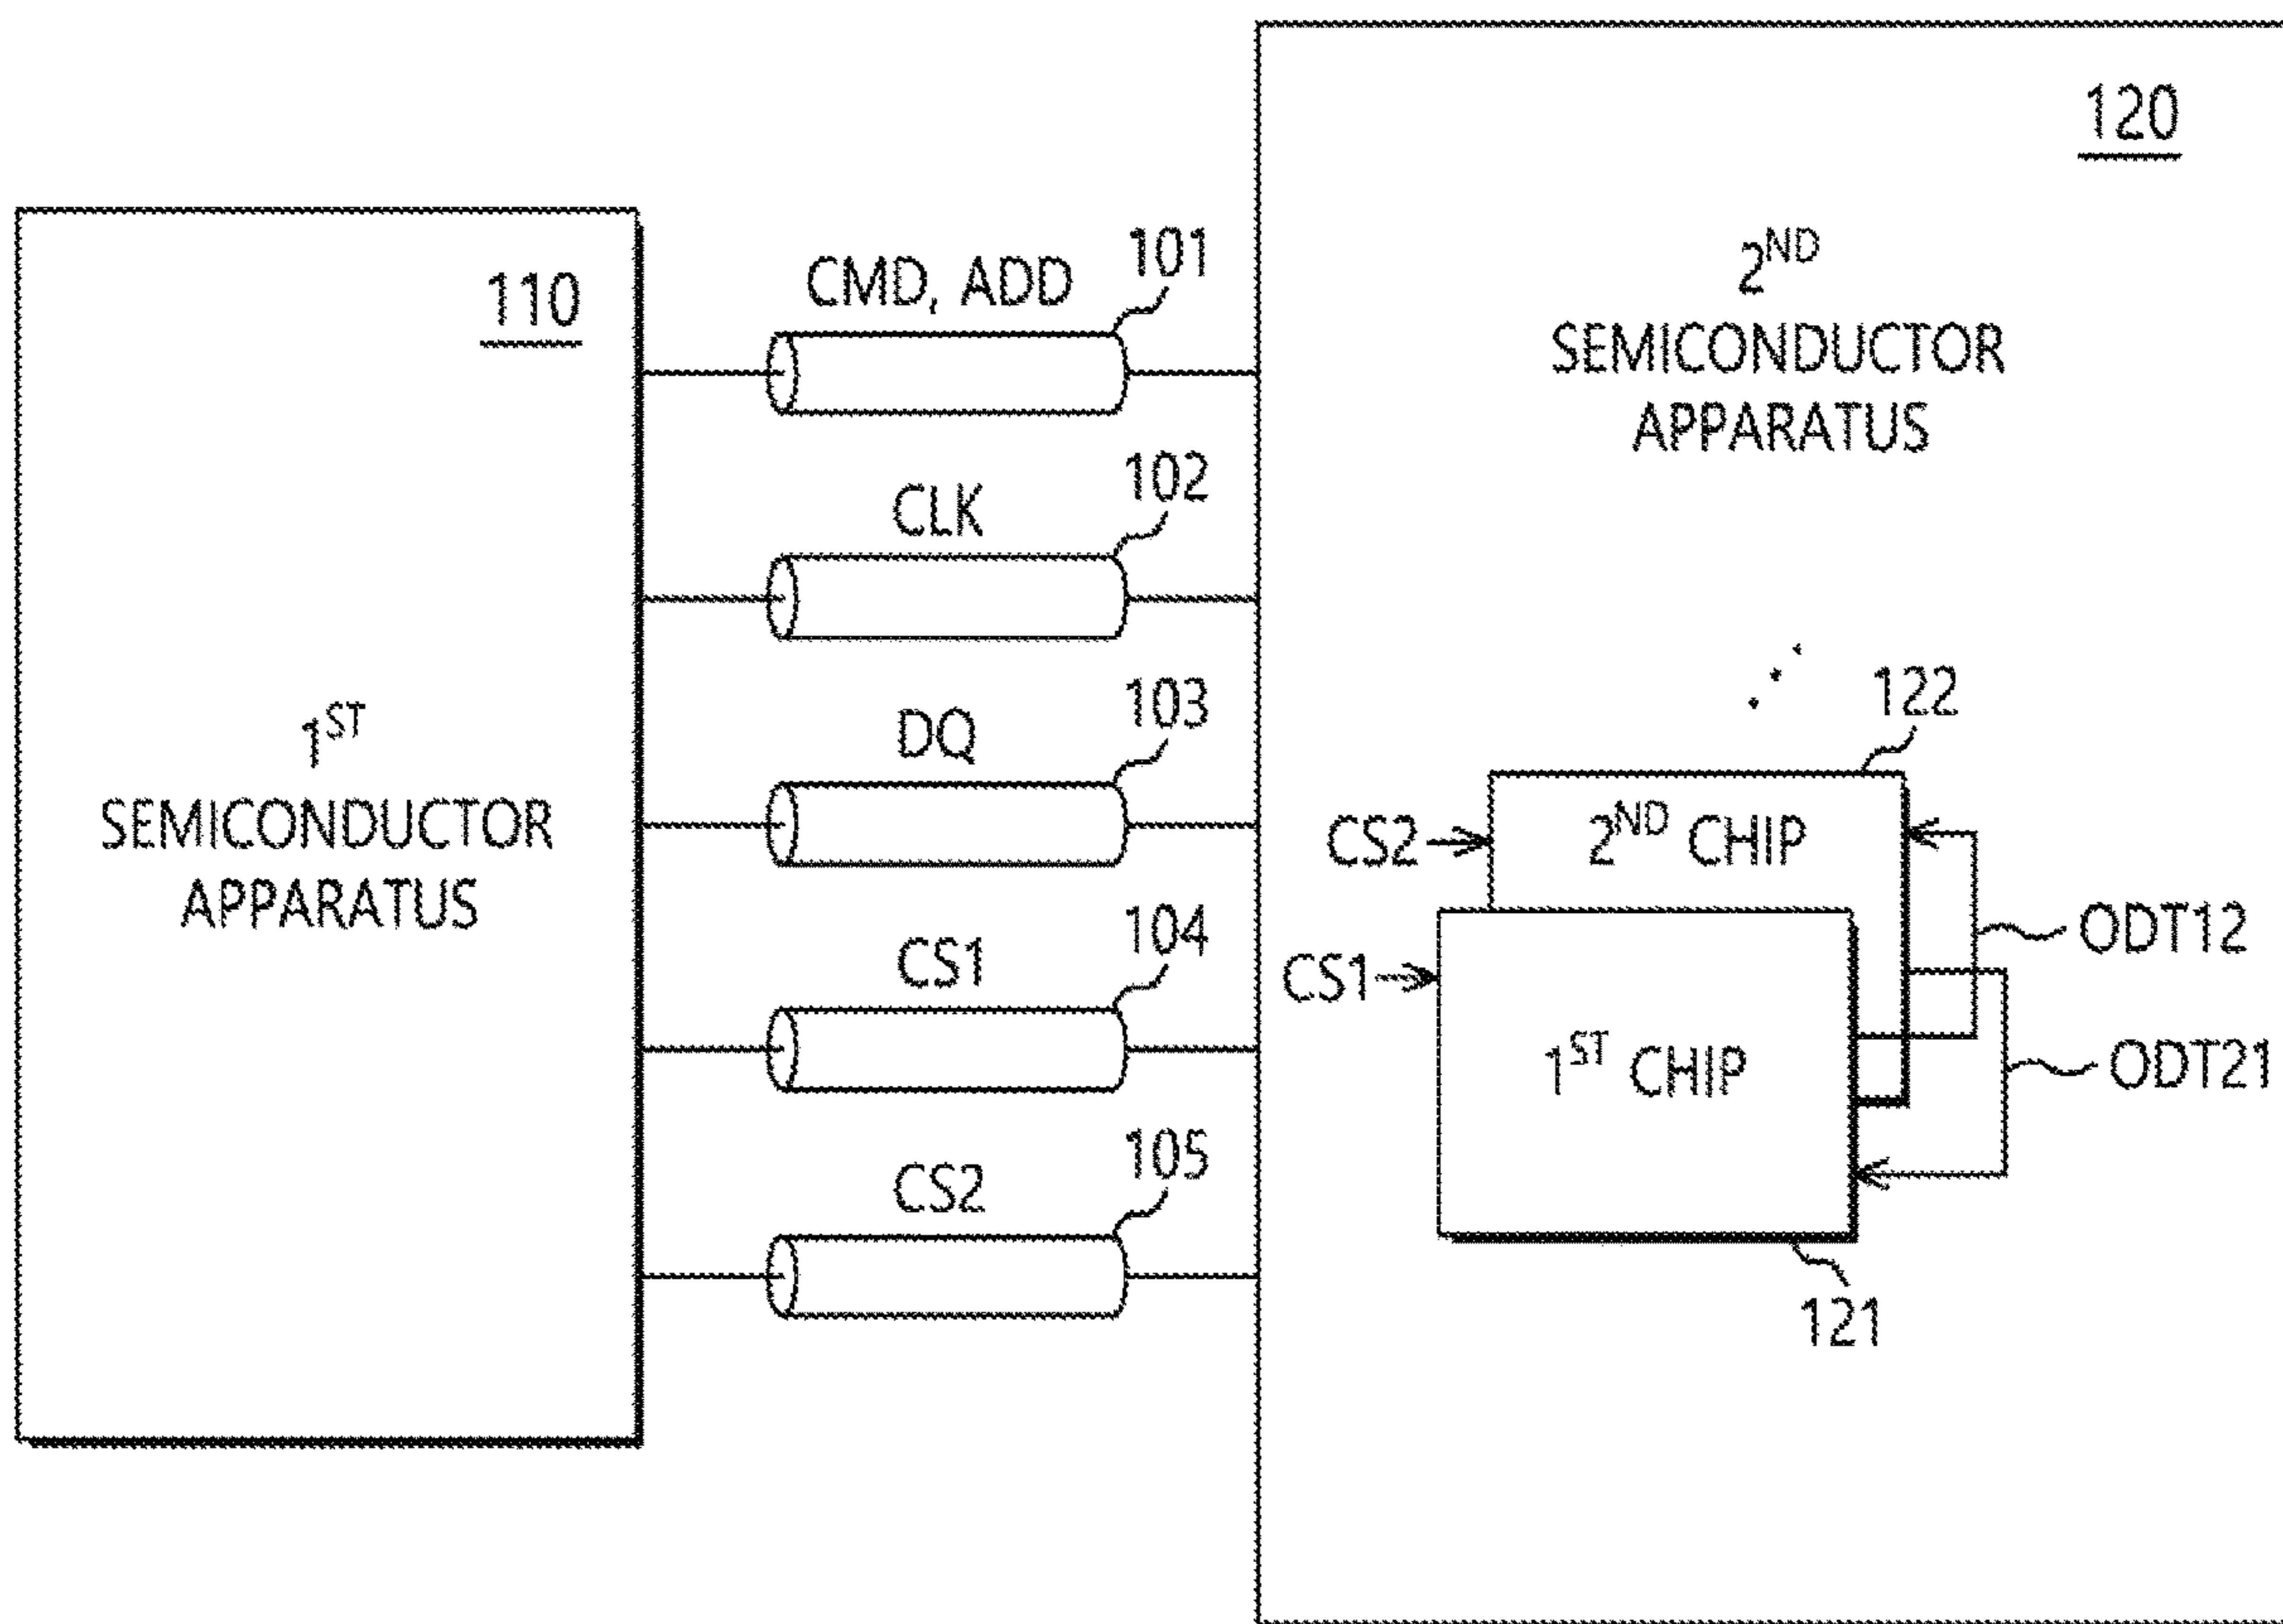 110
1ST
SEMICONDUCTOR
APPARATUS
CMD, ADD
101
CLK
102
DQ
103
CS1
104
CS2
105
120
2ND
SEMICONDUCTOR
APPARATUS
122
CS2
2ND CHIP
CS1
1ST CHIP
ODT12
ODT21
121